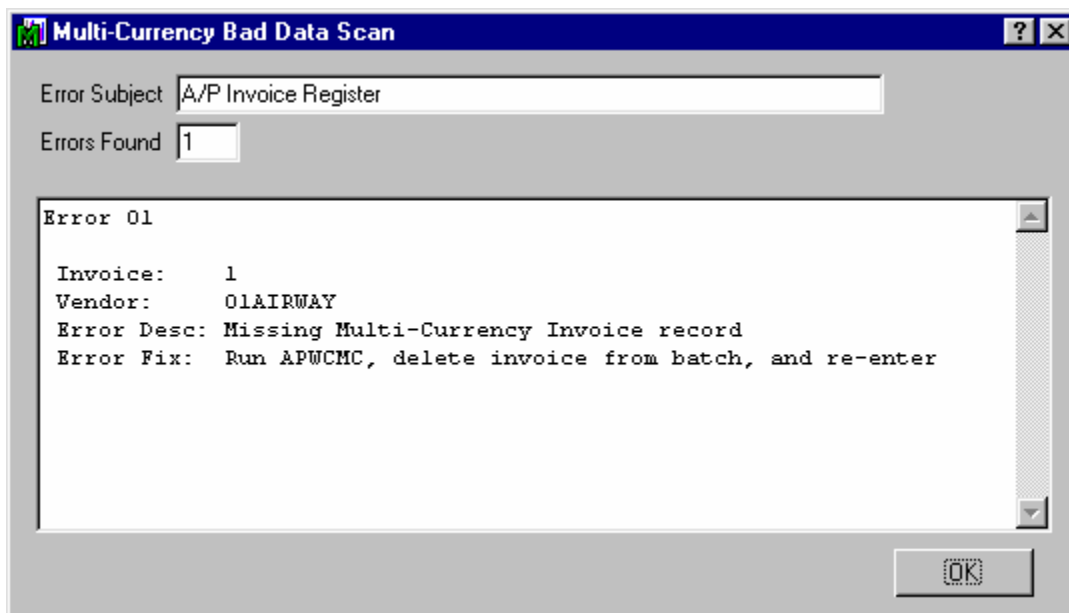 Multi-Currency Bad Data Scan
Error Subject A/P Invoice Register
Errors Found 1
Error 01
Invoice: 1
Vendor: 01AIRWAY
Error Desc: Missing Multi-Currency Invoice record
Error Fix: Run APWCMC, delete invoice from batch, and re-enter
OK